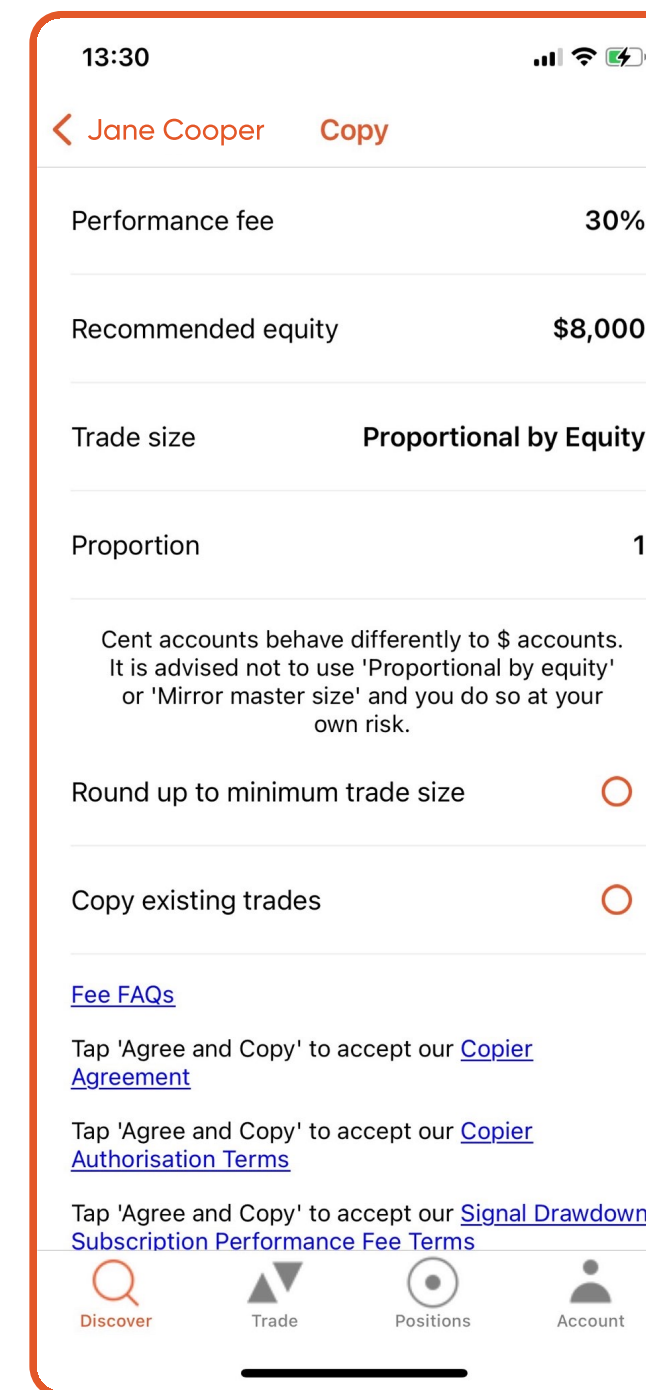 13:30
Jane Cooper Copy
Performance fee 30%
Recommended equity $8,000
Trade size Proportional by Equity
Proportion 1
Cent accounts behave differently to $ accounts.
It is advised not to use 'Proportional by equity'
or 'Mirror master size' and you do so at your
own risk.
Round up to minimum trade size
Copy existing trades
Fee FAQs
Tap 'Agree and Copy' to accept our Copier
Agreement
Tap 'Agree and Copy' to accept our Copier
Authorisation Terms
Tap 'Agree and Copy' to accept our Signal Drawdown
Subscription Performance Fee Terms
Discover Trade Positions Account